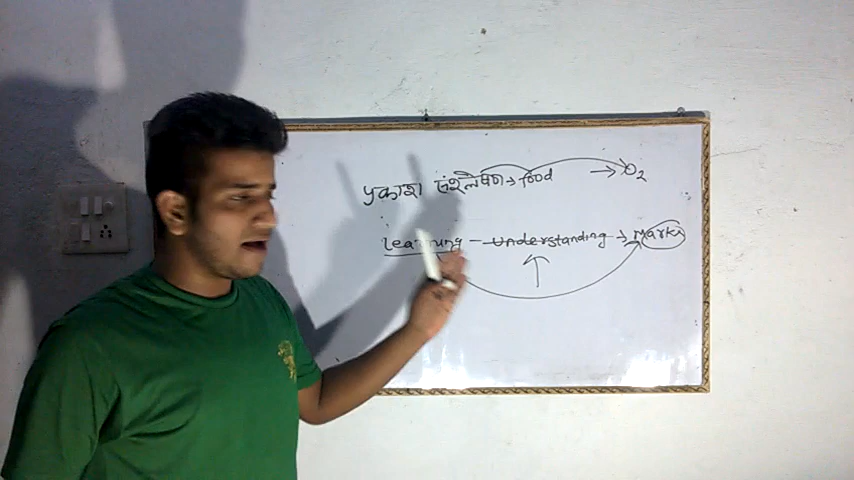 प्रकाश संश्लेषण → food → O2
Learning - Understanding → Marks